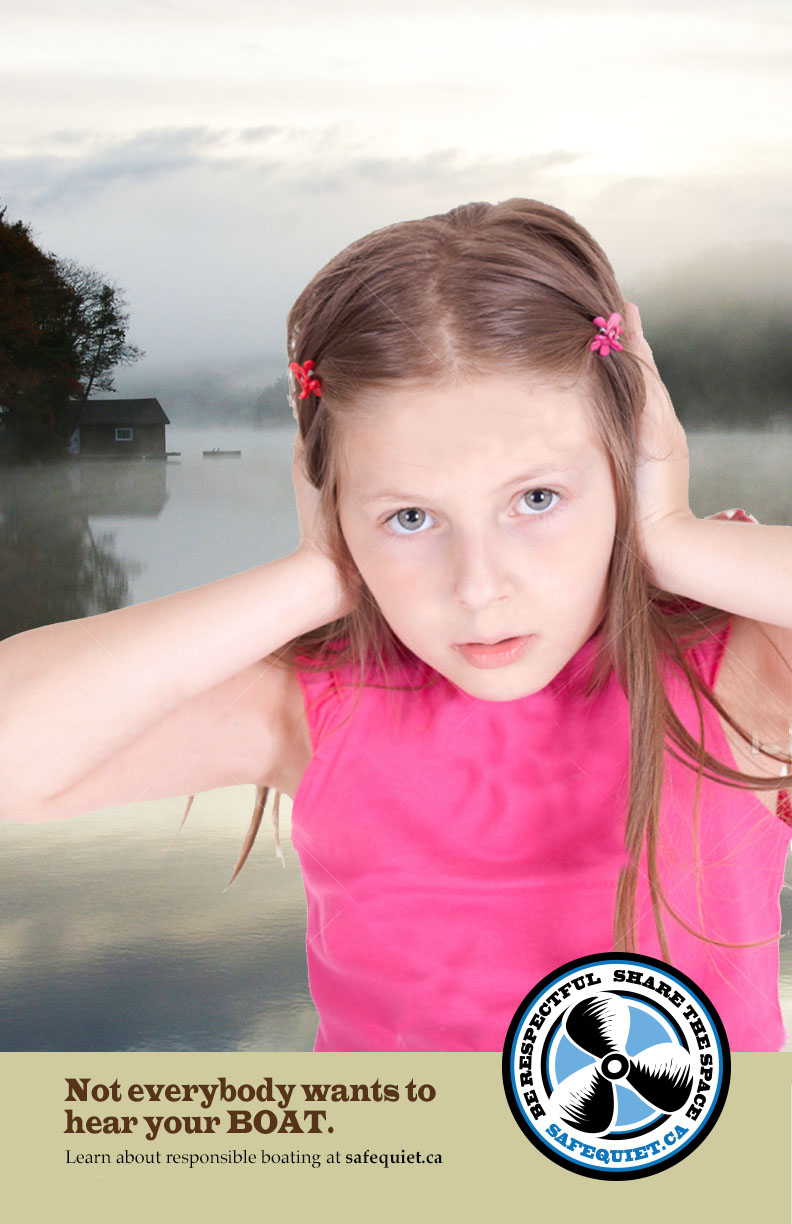 Not everybody wants to
hear your BOAT.
Learn about responsible boating at safequiet.ca
BE RESPECTFUL SHARE THE SPACE
SAFEQUIET.CA